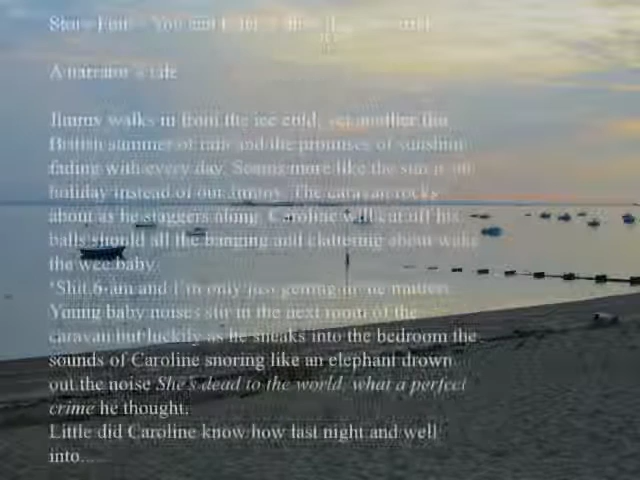 A narrator's tale
Jimmy walks in from the ice cold, yet another
British summer of rain and the promises of sunshine
fading with every day. Seems more like the sun is on
holiday instead of our Jimmy. The caravan rocks
about as he staggers along. Caroline will cut off his
balls should all the banging and clattering about wake
the wee baby.
'Shit, 6 am and I'm only just getting in' he mutters
Young baby noises stir in the next room of the
caravan but luckily as he sneaks into the bedroom the
sounds of Caroline snoring like an elephant drown
out the noise She's dead to the world, what a perfect
crime he thought.
Little did Caroline know how last night and well
into...